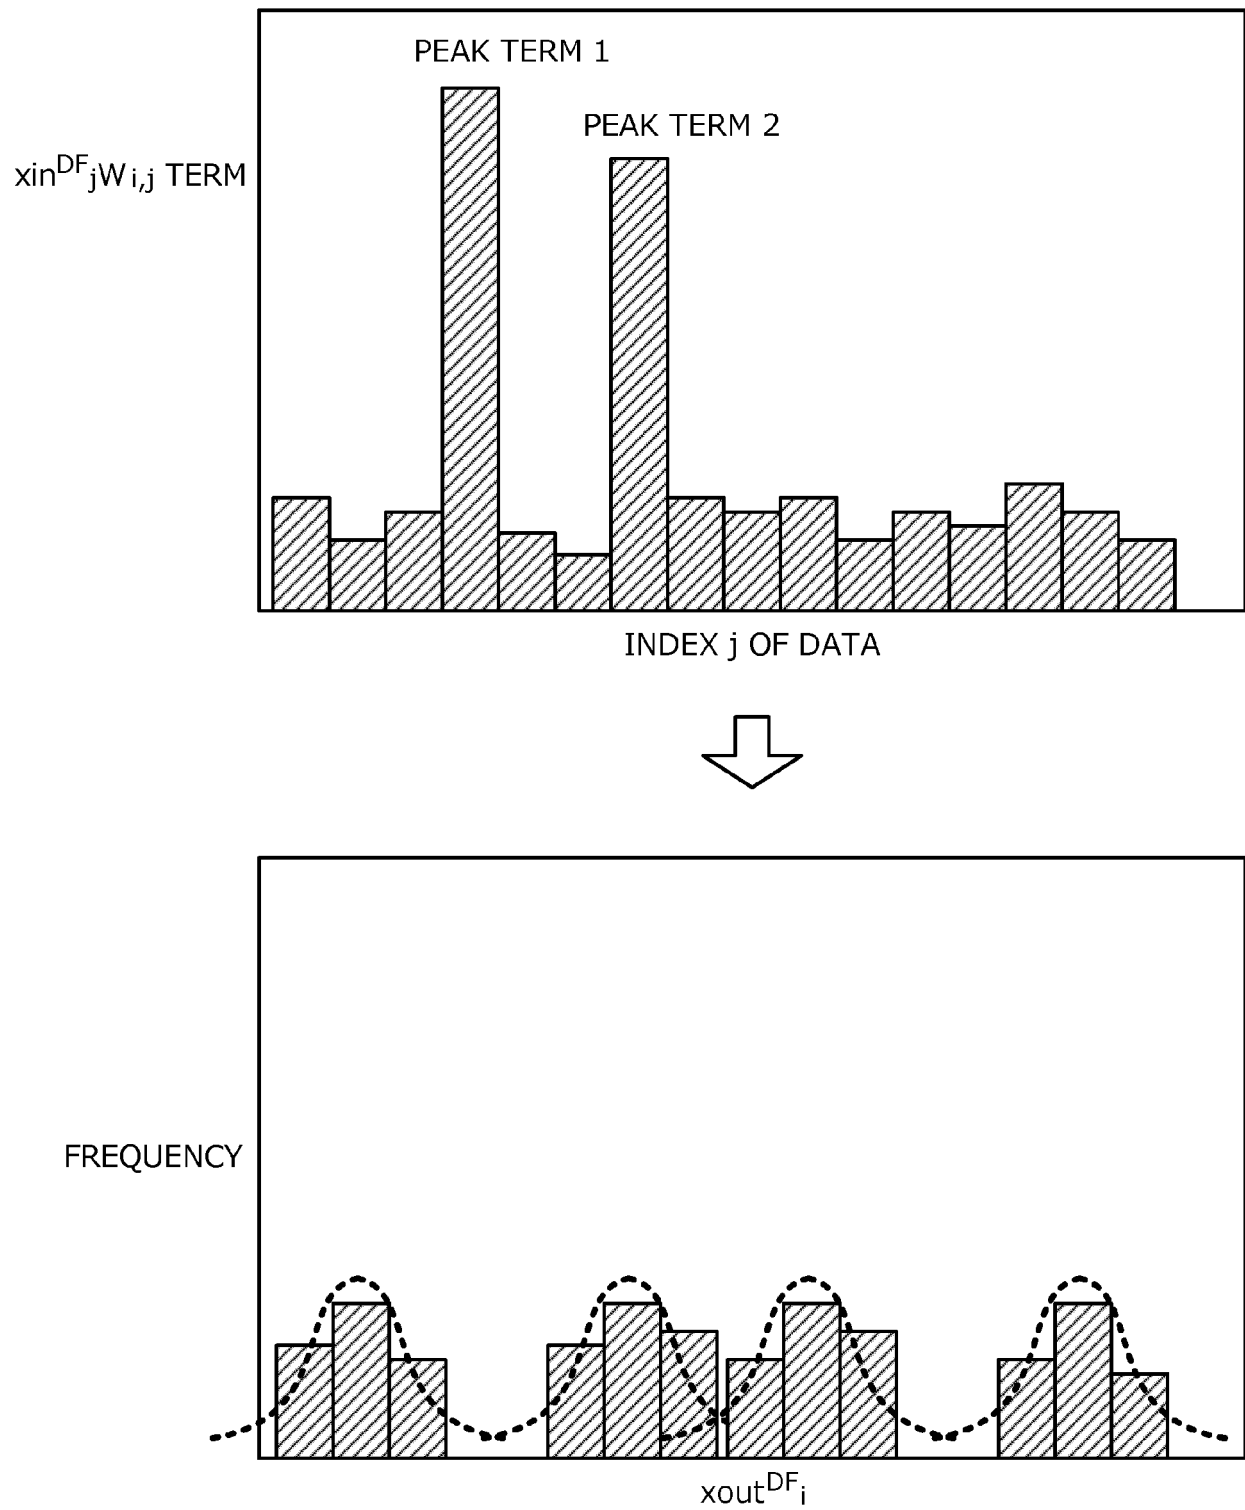 PEAK TERM 1
PEAK TERM 2
xin^DF_jW_i,j TERM
INDEX j OF DATA
FREQUENCY
xout^DF_i